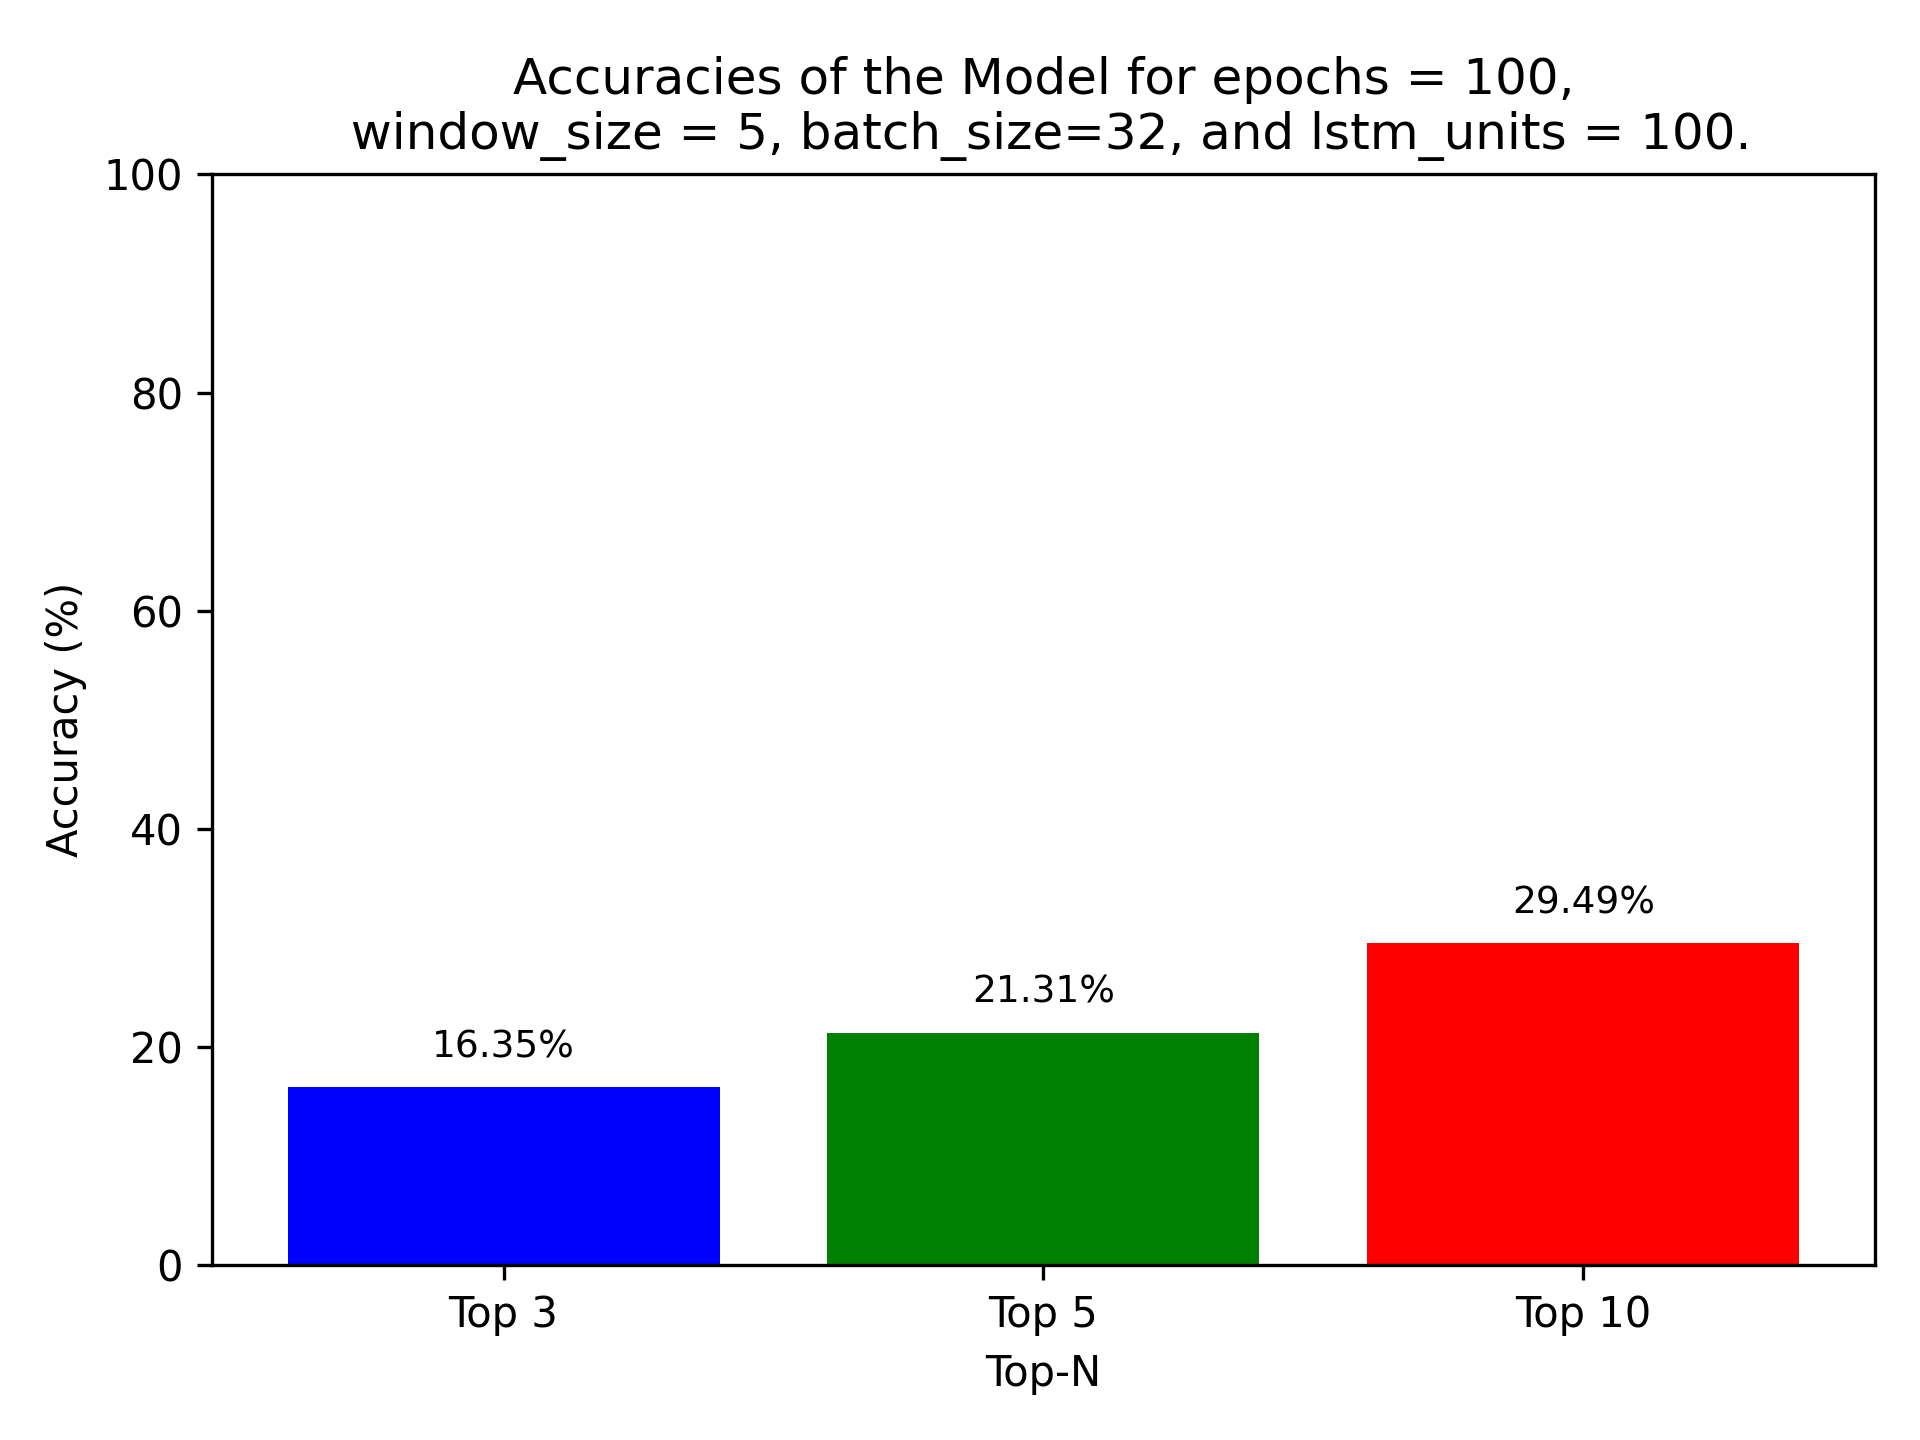 Accuracies of the Model for epochs = 100,
window_size = 5, batch_size=32, and lstm_units = 100.
100
80
60
40
20
0
Accuracy (%)
16.35%
21.31%
29.49%
Top 3
Top 5
Top 10
Top-N